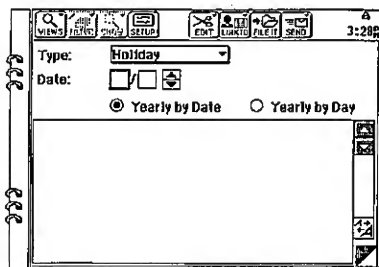 VIEWS FILTER SHOW SETUP EDIT LINKTO FILE IT SEND A
3:28P
Type: Holiday
Date: /
Yearly by Date Yearly by Day